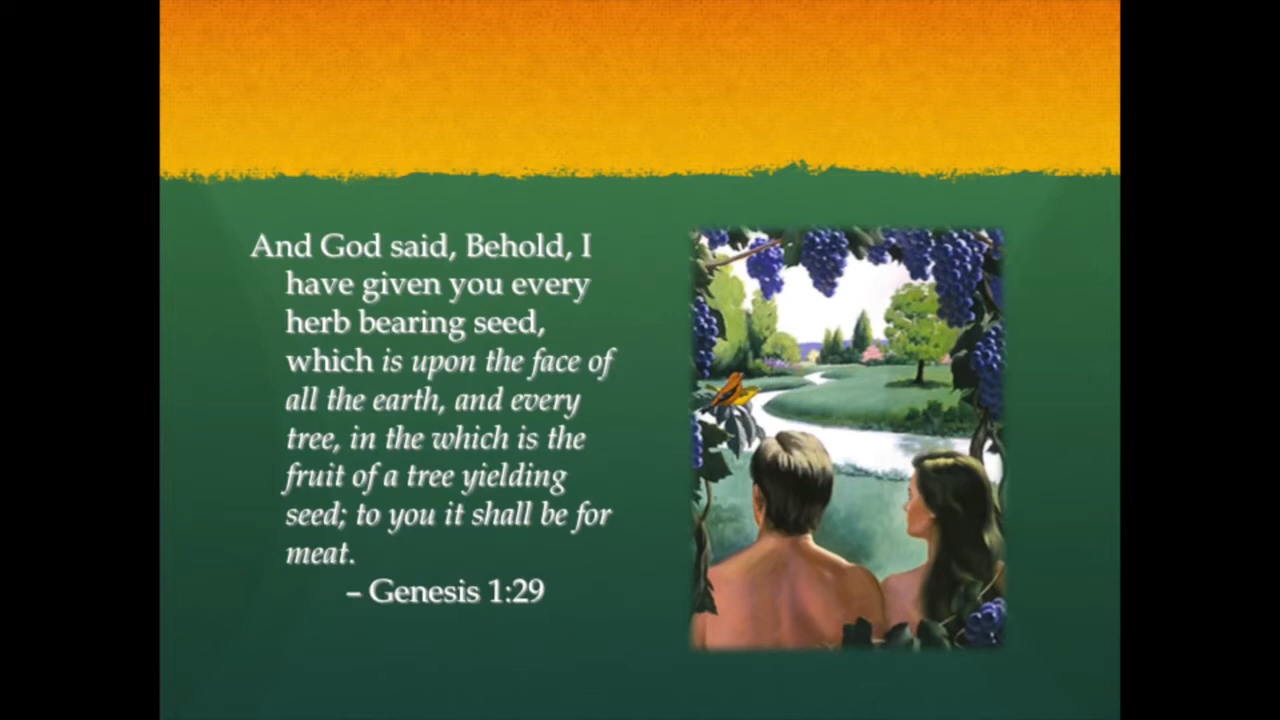 And God said, Behold, I
have given you every
herb bearing seed,
which is upon the face of
all the earth, and every
tree, in the which is the
fruit of a tree yielding
seed; to you it shall be for
meat.
– Genesis 1:29